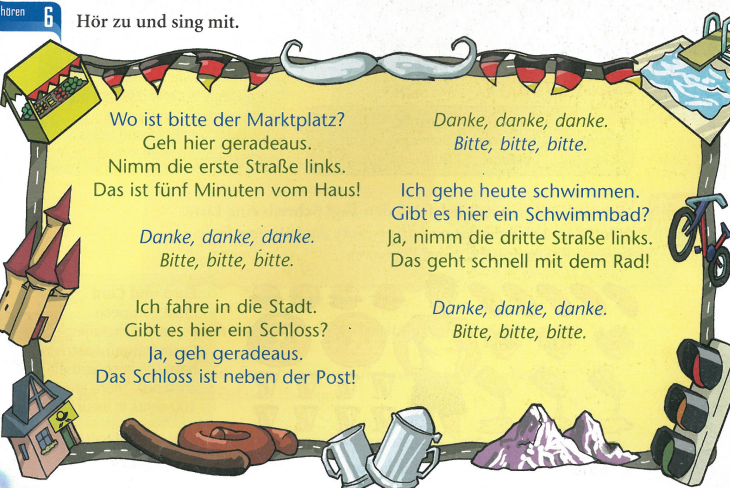 hören 6 Hör zu und sing mit.
Wo ist bitte der Marktplatz?
Geh hier geradeaus.
Nimm die erste Straße links.
Das ist fünf Minuten vom Haus!
Danke, danke, danke.
Bitte, bitte, bitte.
Ich fahre in die Stadt.
Gibt es hier ein Schloss?
Ja, geh geradeaus.
Das Schloss ist neben der Post!
Danke, danke, danke.
Bitte, bitte, bitte.
Ich gehe heute schwimmen.
Gibt es hier ein Schwimmbad?
Ja, nimm die dritte Straße links.
Das geht schnell mit dem Rad!
Danke, danke, danke.
Bitte, bitte, bitte.